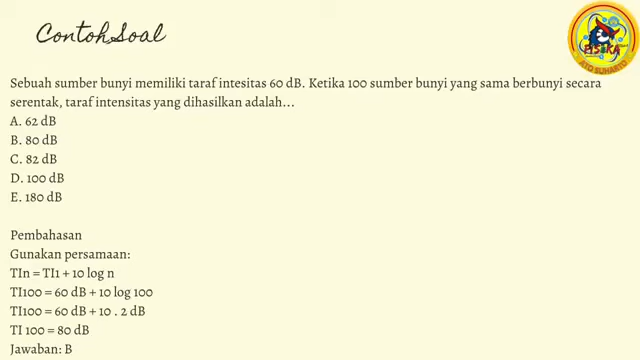 Contoh Soal
FISIKA
ATO SUHARTO
Sebuah sumber bunyi memiliki taraf intesitas 60 dB. Ketika 100 sumber bunyi yang sama berbunyi secara
serentak, taraf intensitas yang dihasilkan adalah...
A. 62 dB
B. 80 dB
C. 82 dB
D. 100 dB
E. 180 dB
Pembahasan
Gunakan persamaan:
TIn = TI1 + 10 log n
TI100 = 60 dB + 10 log 100
TI100 = 60 dB + 10 . 2 dB
TI 100 = 80 dB
Jawaban: B